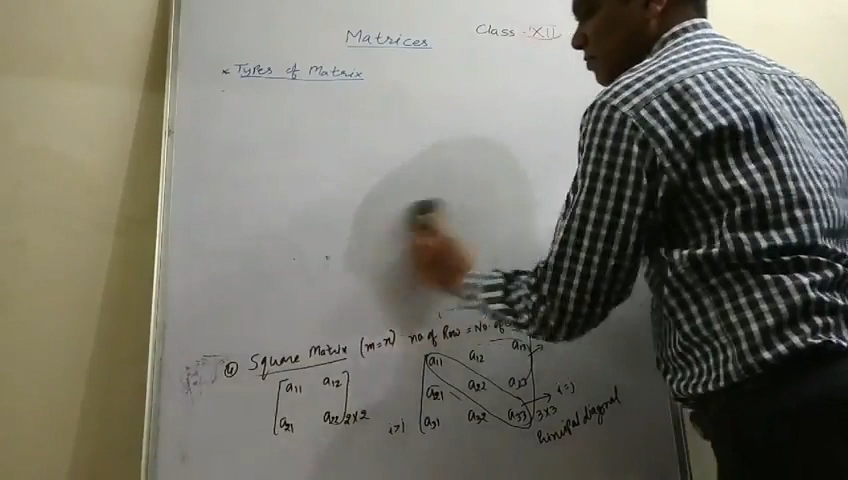 Matrices
Class - XII
* Types of Matrix
(4) Square Matrix (m=n) no of Row = No. of
a11 a12
a21 a22 2×2
a11 a12 a13
a21 a22 a23
a31 a32 a33 3×3
i>j
i=j
Principal diagonal